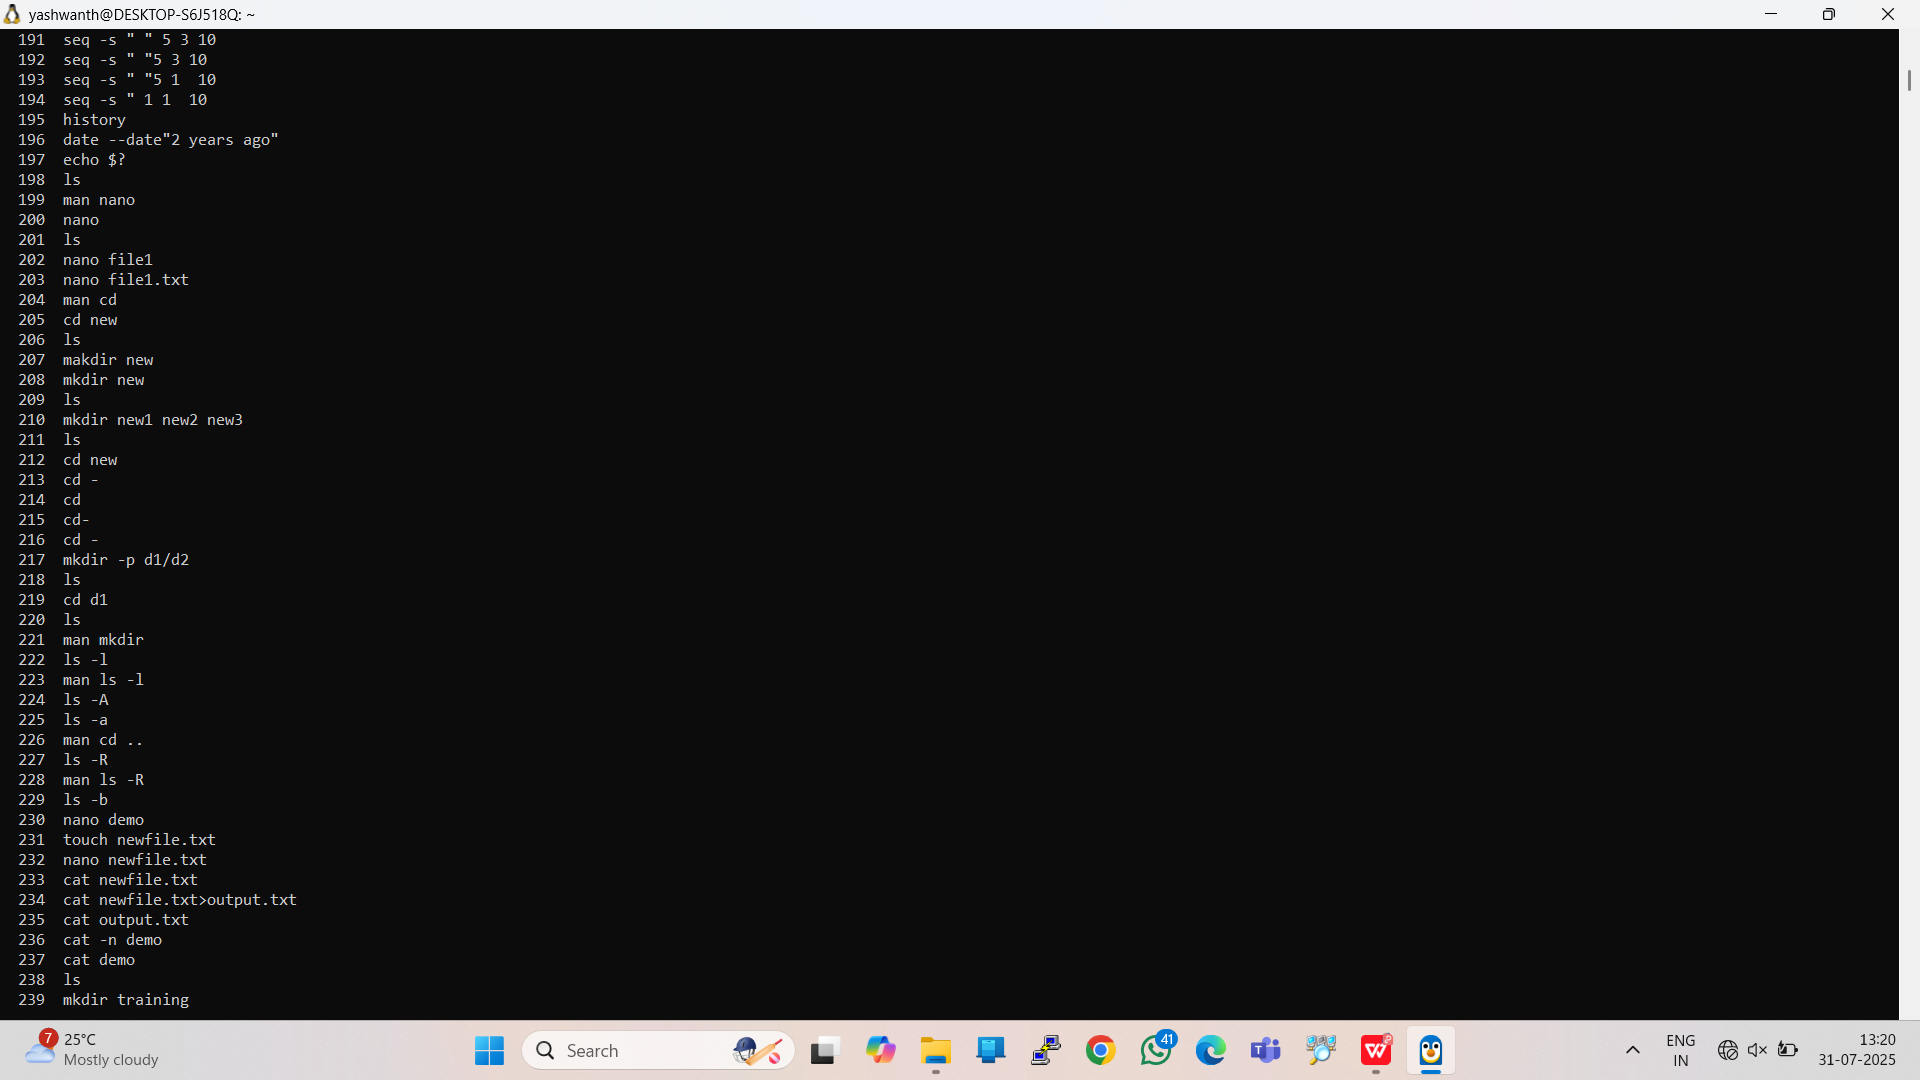 yashwanth@DESKTOP-S6J518Q: ~
191 seq -s " " 5 3 10
192 seq -s " "5 3 10
193 seq -s " "5 1  10
194 seq -s " 1 1  10
195 history
196 date --date"2 years ago"
197 echo $?
198 ls
199 man nano
200 nano
201 ls
202 nano file1
203 nano file1.txt
204 man cd
205 cd new
206 ls
207 makdir new
208 mkdir new
209 ls
210 mkdir new1 new2 new3
211 ls
212 cd new
213 cd -
214 cd
215 cd-
216 cd -
217 mkdir -p d1/d2
218 ls
219 cd d1
220 ls
221 man mkdir
222 ls -l
223 man ls -l
224 ls -A
225 ls -a
226 man cd ..
227 ls -R
228 man ls -R
229 ls -b
230 nano demo
231 touch newfile.txt
232 nano newfile.txt
233 cat newfile.txt
234 cat newfile.txt>output.txt
235 cat output.txt
236 cat -n demo
237 cat demo
238 ls
239 mkdir training
7
25°C
Mostly cloudy
Search
41
ENG
IN
13:20
31-07-2025